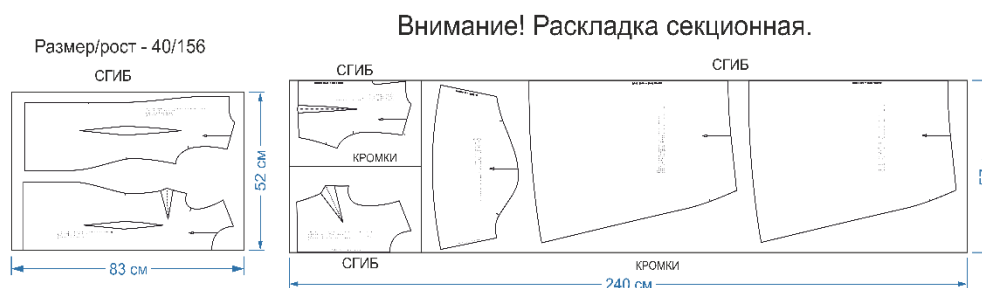 Внимание! Раскладка секционная.
Размер/рост - 40/156
СГИБ
СГИБ
СГИБ
КРОМКИ
52 см
СГИБ
КРОМКИ
83 см
240 см